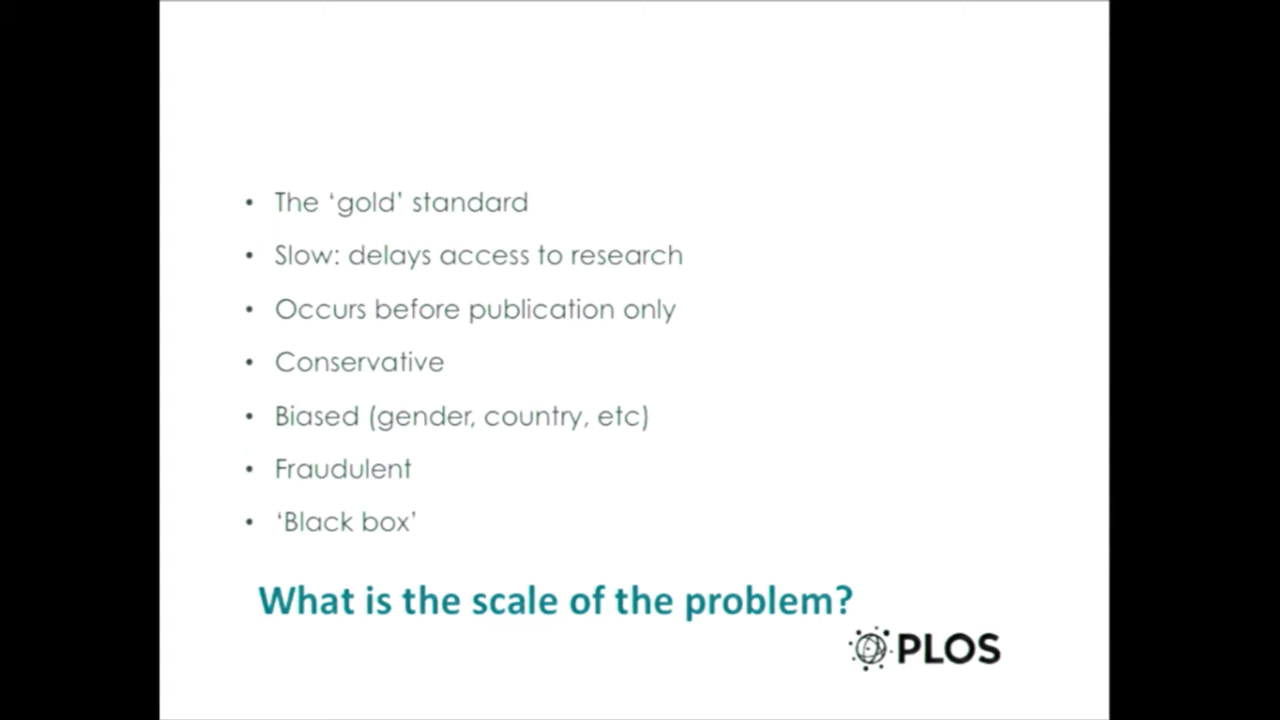 • The ‘gold’ standard
• Slow: delays access to research
• Occurs before publication only
• Conservative
• Biased (gender, country, etc)
• Fraudulent
• ‘Black box’
What is the scale of the problem?
PLOS